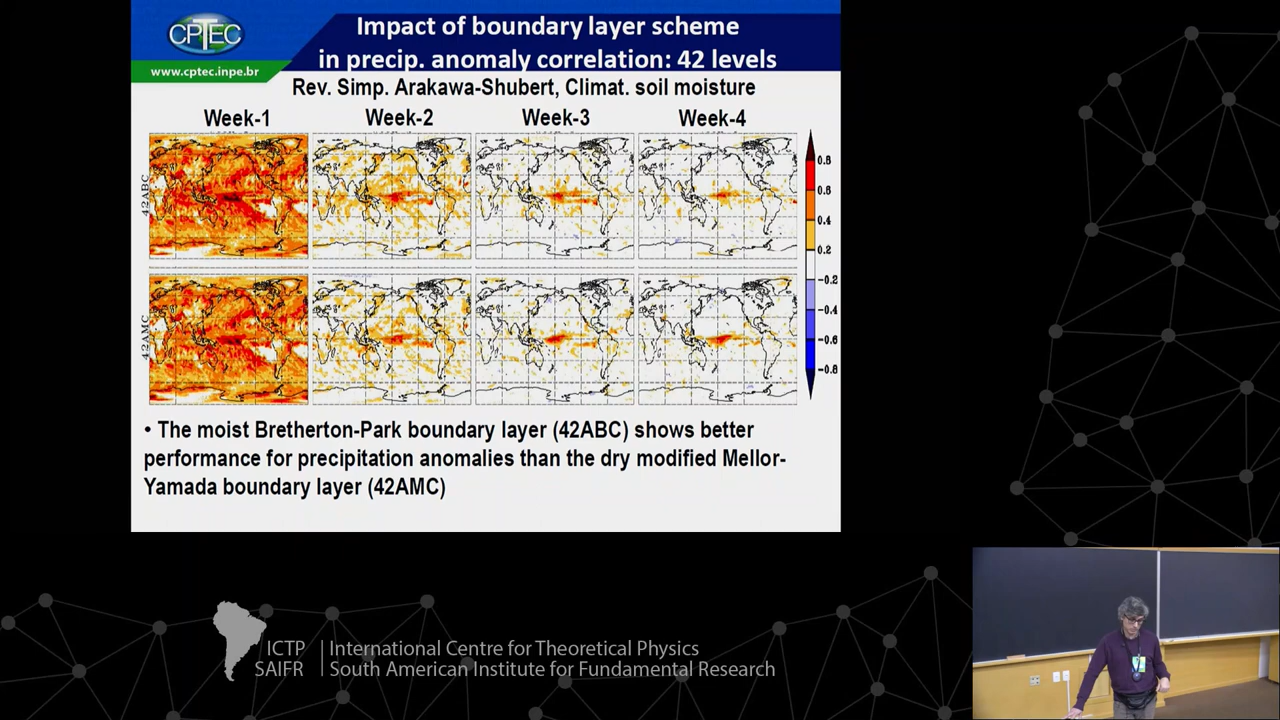 CPTEC
www.cptec.inpe.br
Impact of boundary layer scheme
in precip. anomaly correlation: 42 levels
Rev. Simp. Arakawa-Shubert, Climat. soil moisture
Week-1 Week-2 Week-3 Week-4
42ABC
42AMC
0.8
0.6
0.4
0.2
-0.2
-0.4
-0.6
-0.8
• The moist Bretherton-Park boundary layer (42ABC) shows better
performance for precipitation anomalies than the dry modified Mellor-
Yamada boundary layer (42AMC)
ICTP
SAIFR
International Centre for Theoretical Physics
South American Institute for Fundamental Research